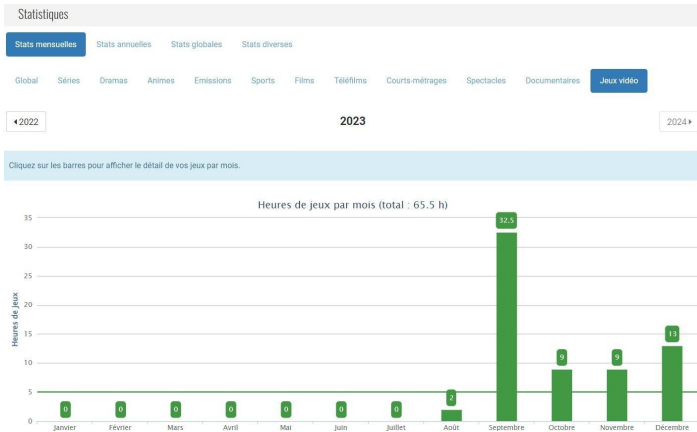 Statistiques
Stats mensuelles Stats annuelles Stats globales Stats diverses
Global Séries Dramas Animes Emissions Sports Films Téléfilms Courts-métrages Spectacles Documentaires Jeux vidéo
2022 2023 2024
Cliquez sur les barres pour afficher le détail de vos jeux par mois.
Heures de jeux par mois (total : 65.5 h)
Heures de jeux
35
30
25
20
15
10
5
0
0 0 0 0 0 0 0 2 32.5 9 9 13
Janvier Février Mars Avril Mai Juin Juillet Août Septembre Octobre Novembre Décembre